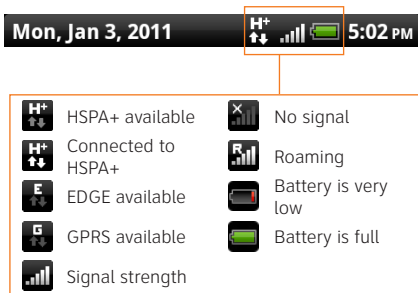 Mon, Jan 3, 2011 H+ 5:02 PM
H+ HSPA+ available
H+ Connected to
HSPA+
E EDGE available
G GPRS available
Signal strength
X No signal
R Roaming
Battery is very
low
Battery is full